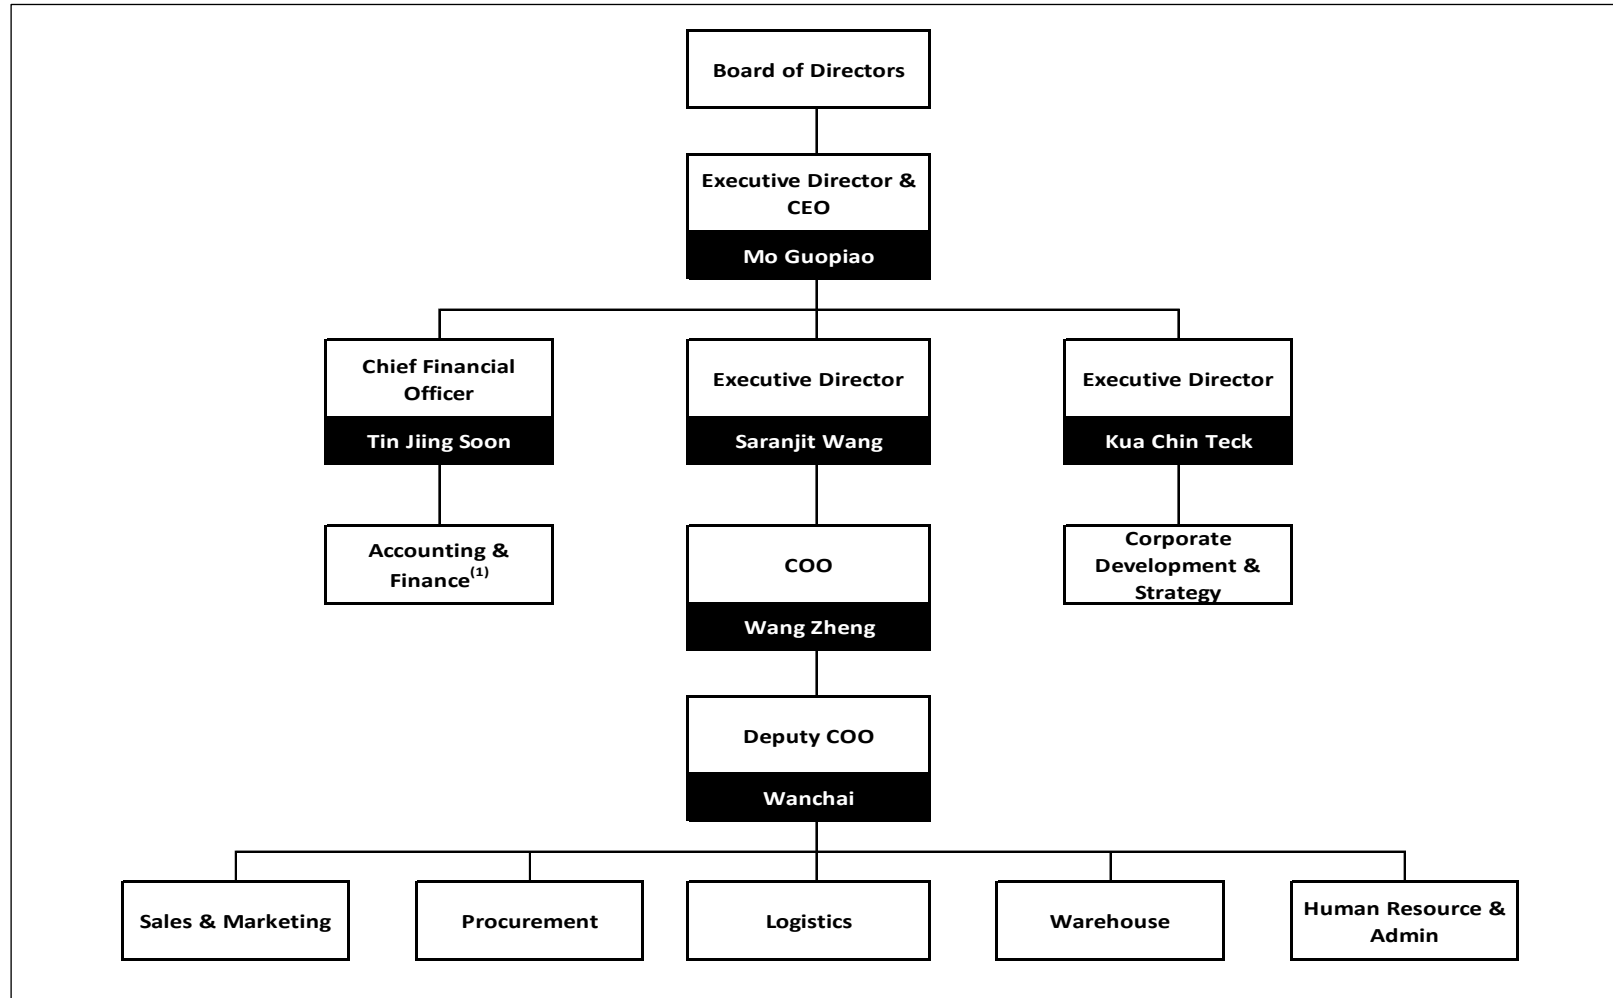 Board of Directors
Executive Director &
CEO
Mo Guopiao
Chief Financial
Officer
Tin Jiing Soon
Executive Director
Saranjit Wang
Executive Director
Kua Chin Teck
Accounting &
Finance(1)
COO
Wang Zheng
Corporate
Development &
Strategy
Deputy COO
Wanchai
Sales & Marketing
Procurement
Logistics
Warehouse
Human Resource &
Admin